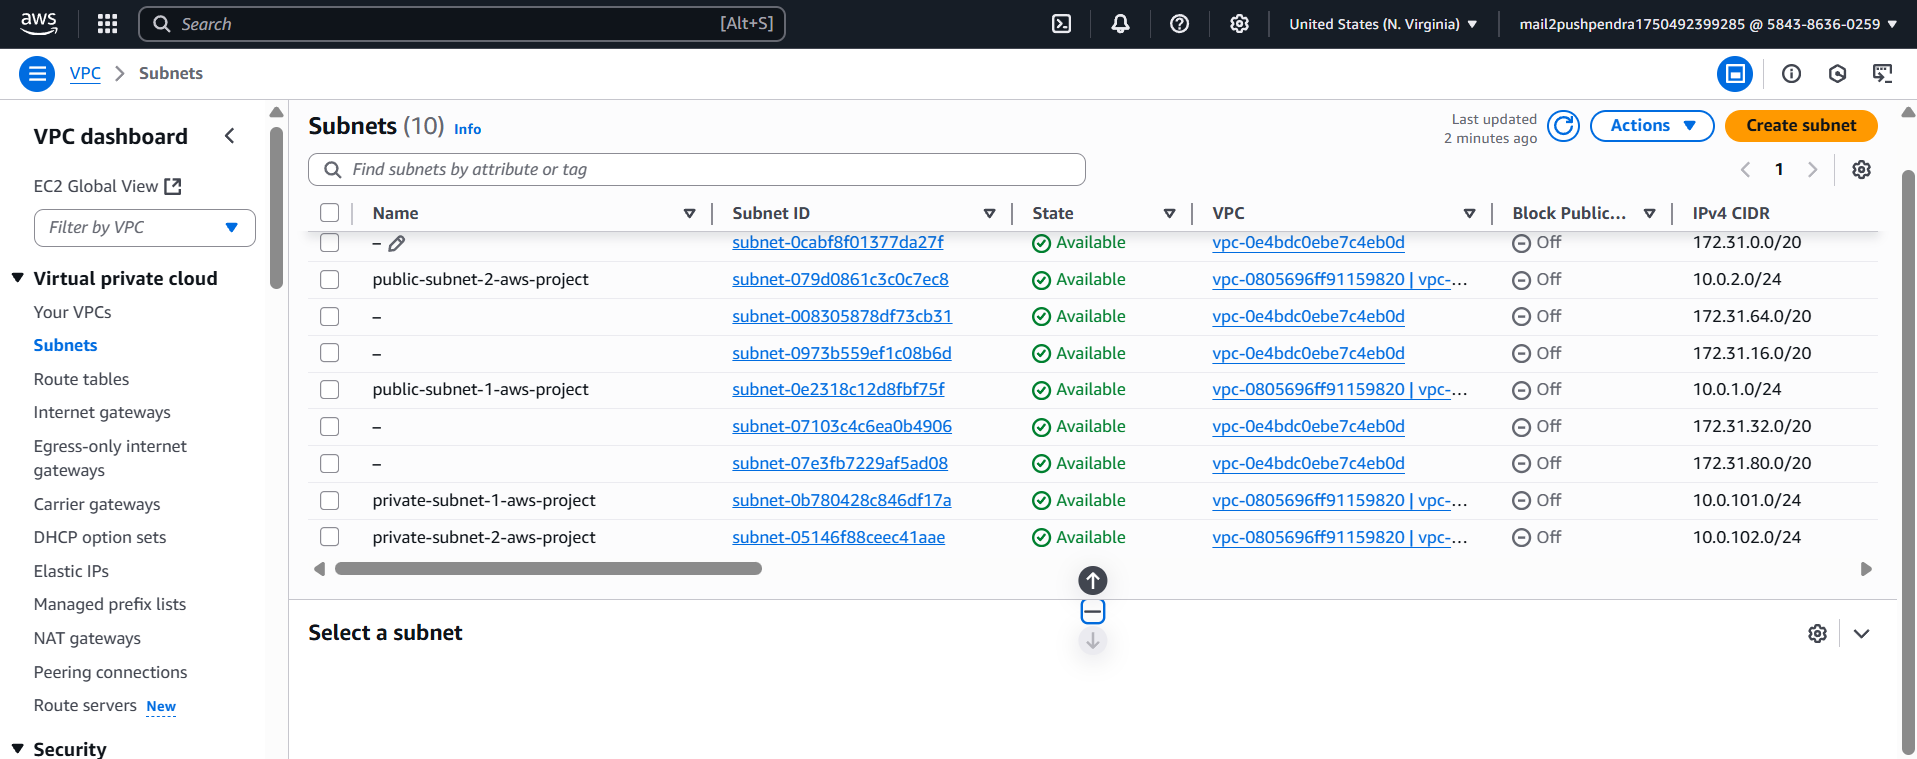 aws
Search [Alt+S]
United States (N. Virginia)
mail2pushpendra1750492399285 @ 5843-8636-0259
VPC
Subnets
VPC dashboard
EC2 Global View
Filter by VPC
Virtual private cloud
Your VPCs
Subnets
Route tables
Internet gateways
Egress-only internet
gateways
Carrier gateways
DHCP option sets
Elastic IPs
Managed prefix lists
NAT gateways
Peering connections
Route servers New
Security
Subnets (10) Info
Last updated
2 minutes ago
Actions
Create subnet
Find subnets by attribute or tag
1
Name Subnet ID State VPC Block Public... IPv4 CIDR
– subnet-0cabf8f01377da27f Available vpc-0e4bdc0ebe7c4eb0d Off 172.31.0.0/20
public-subnet-2-aws-project subnet-079d0861c3c0c7ec8 Available vpc-0805696ff91159820 | vpc-... Off 10.0.2.0/24
– subnet-008305878df73cb31 Available vpc-0e4bdc0ebe7c4eb0d Off 172.31.64.0/20
– subnet-0973b559ef1c08b6d Available vpc-0e4bdc0ebe7c4eb0d Off 172.31.16.0/20
public-subnet-1-aws-project subnet-0e2318c12d8fbf75f Available vpc-0805696ff91159820 | vpc-... Off 10.0.1.0/24
– subnet-07103c4c6ea0b4906 Available vpc-0e4bdc0ebe7c4eb0d Off 172.31.32.0/20
– subnet-07e3fb7229af5ad08 Available vpc-0e4bdc0ebe7c4eb0d Off 172.31.80.0/20
private-subnet-1-aws-project subnet-0b780428c846df17a Available vpc-0805696ff91159820 | vpc-... Off 10.0.101.0/24
private-subnet-2-aws-project subnet-05146f88ceec41aae Available vpc-0805696ff91159820 | vpc-... Off 10.0.102.0/24
Select a subnet